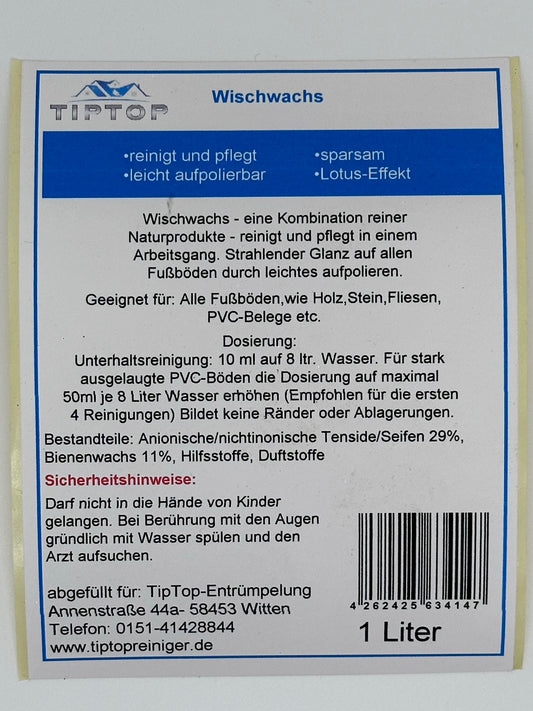 TIPTOP
Wischwachs
•reinigt und pflegt
•sparsam
•leicht aufpolierbar
•Lotus-Effekt
Wischwachs - eine Kombination reiner
Naturprodukte - reinigt und pflegt in einem
Arbeitsgang. Strahlender Glanz auf allen
Fußböden durch leichtes aufpolieren.
Geeignet für: Alle Fußböden,wie Holz,Stein,Fliesen,
PVC-Belege etc.
Dosierung:
Unterhaltsreinigung: 10 ml auf 8 ltr. Wasser. Für stark
ausgelaugte PVC-Böden die Dosierung auf maximal
50ml je 8 Liter Wasser erhöhen (Empfohlen für die ersten
4 Reinigungen) Bildet keine Ränder oder Ablagerungen.
Bestandteile: Anionische/nichtinonische Tenside/Seifen 29%,
Bienenwachs 11%, Hilfsstoffe, Duftstoffe
Sicherheitshinweise:
Darf nicht in die Hände von Kinder
gelangen. Bei Berührung mit den Augen
gründlich mit Wasser spülen und den
Arzt aufsuchen.
abgefüllt für: TipTop-Entrümpelung
Annenstraße 44a- 58453 Witten
Telefon: 0151-41428844
www.tiptopreiniger.de
4 262425 634147
1 Liter